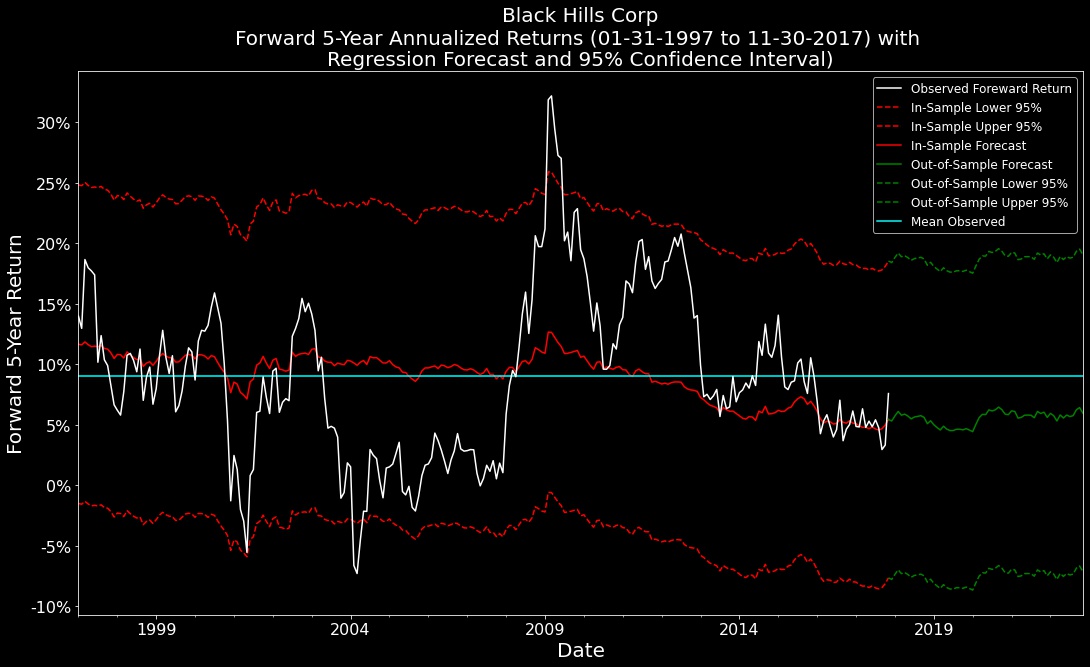 Black Hills Corp
Forward 5-Year Annualized Returns (01-31-1997 to 11-30-2017) with
Regression Forecast and 95% Confidence Interval)
Observed Foreward Return
In-Sample Lower 95%
In-Sample Upper 95%
In-Sample Forecast
Out-of-Sample Forecast
Out-of-Sample Lower 95%
Out-of-Sample Upper 95%
Mean Observed
Forward 5-Year Return
30%
25%
20%
15%
10%
5%
0%
-5%
-10%
1999
2004
2009
2014
2019
Date